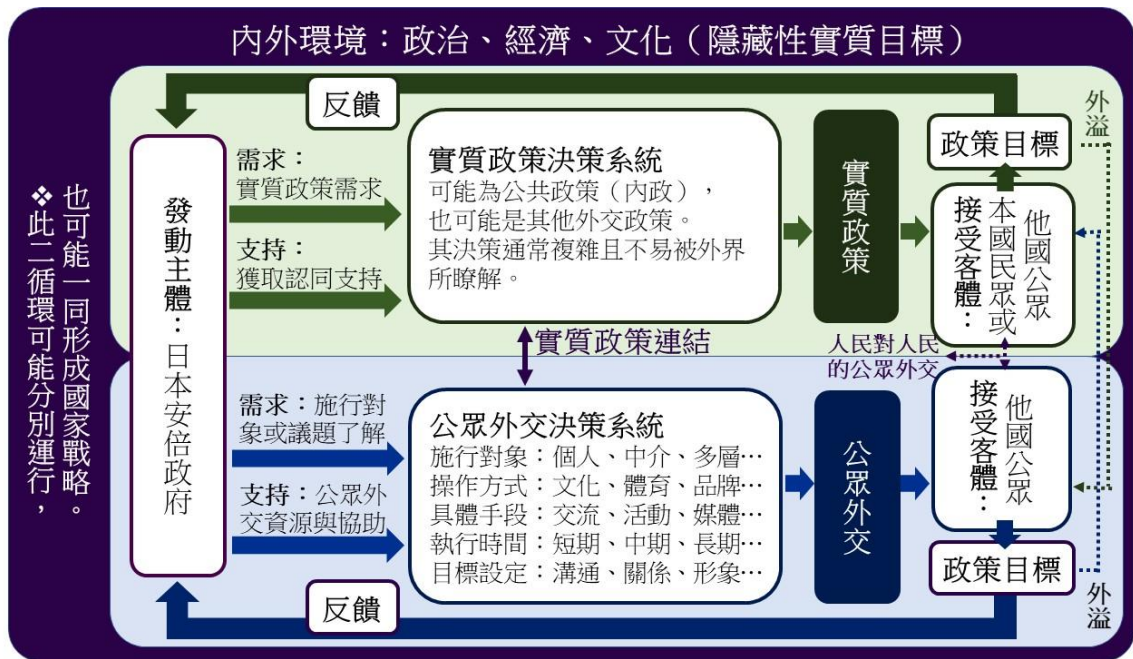 內外環境：政治、經濟、文化（隱藏性實質目標）
❖此二循環可能分別運行，
也可能一同形成國家戰略。
反饋
發動主體：日本安倍政府
需求：
實質政策需求
支持：
獲取認同支持
實質政策決策系統
可能為公共政策（內政），
也可能是其他外交政策。
其決策通常複雜且不易被外界
所瞭解。
實質政策
政策目標
接受客體：
本國民眾或
他國公眾
外溢
實質政策連結
人民對人民
的公眾外交
需求：施行對
象或議題了解
支持：公眾外
交資源與協助
公眾外交決策系統
施行對象：個人、中介、多層…
操作方式：文化、體育、品牌…
具體手段：交流、活動、媒體…
執行時間：短期、中期、長期…
目標設定：溝通、關係、形象…
公眾外交
接受客體：
他國公眾
政策目標
外溢
反饋